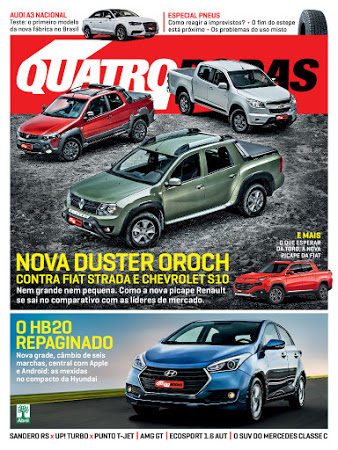 AUDI A3 NACIONAL
Teste: o primeiro modelo
da nova fábrica no Brasil
ESPECIAL PNEUS
Como reagir a imprevistos? - O fim do estepe
está próximo - Os problemas do uso misto
QUATRO RODAS
E MAIS
O QUE ESPERAR
DA TORO, A NOVA
PICAPE DA FIAT
NOVA DUSTER OROCH
CONTRA FIAT STRADA E CHEVROLET S10
Nem grande nem pequena. Como a nova picape Renault
se sai no comparativo com as líderes de mercado.
O HB20
REPAGINADO
Nova grade, câmbio de seis
marchas, central com Apple
e Android: as mexidas
no compacto da Hyundai
Abril
SANDERO RS x UP! TURBO x PUNTO T-JET | AMG GT | ECOSPORT 1.6 AUT | O SUV DO MERCEDES CLASSE C